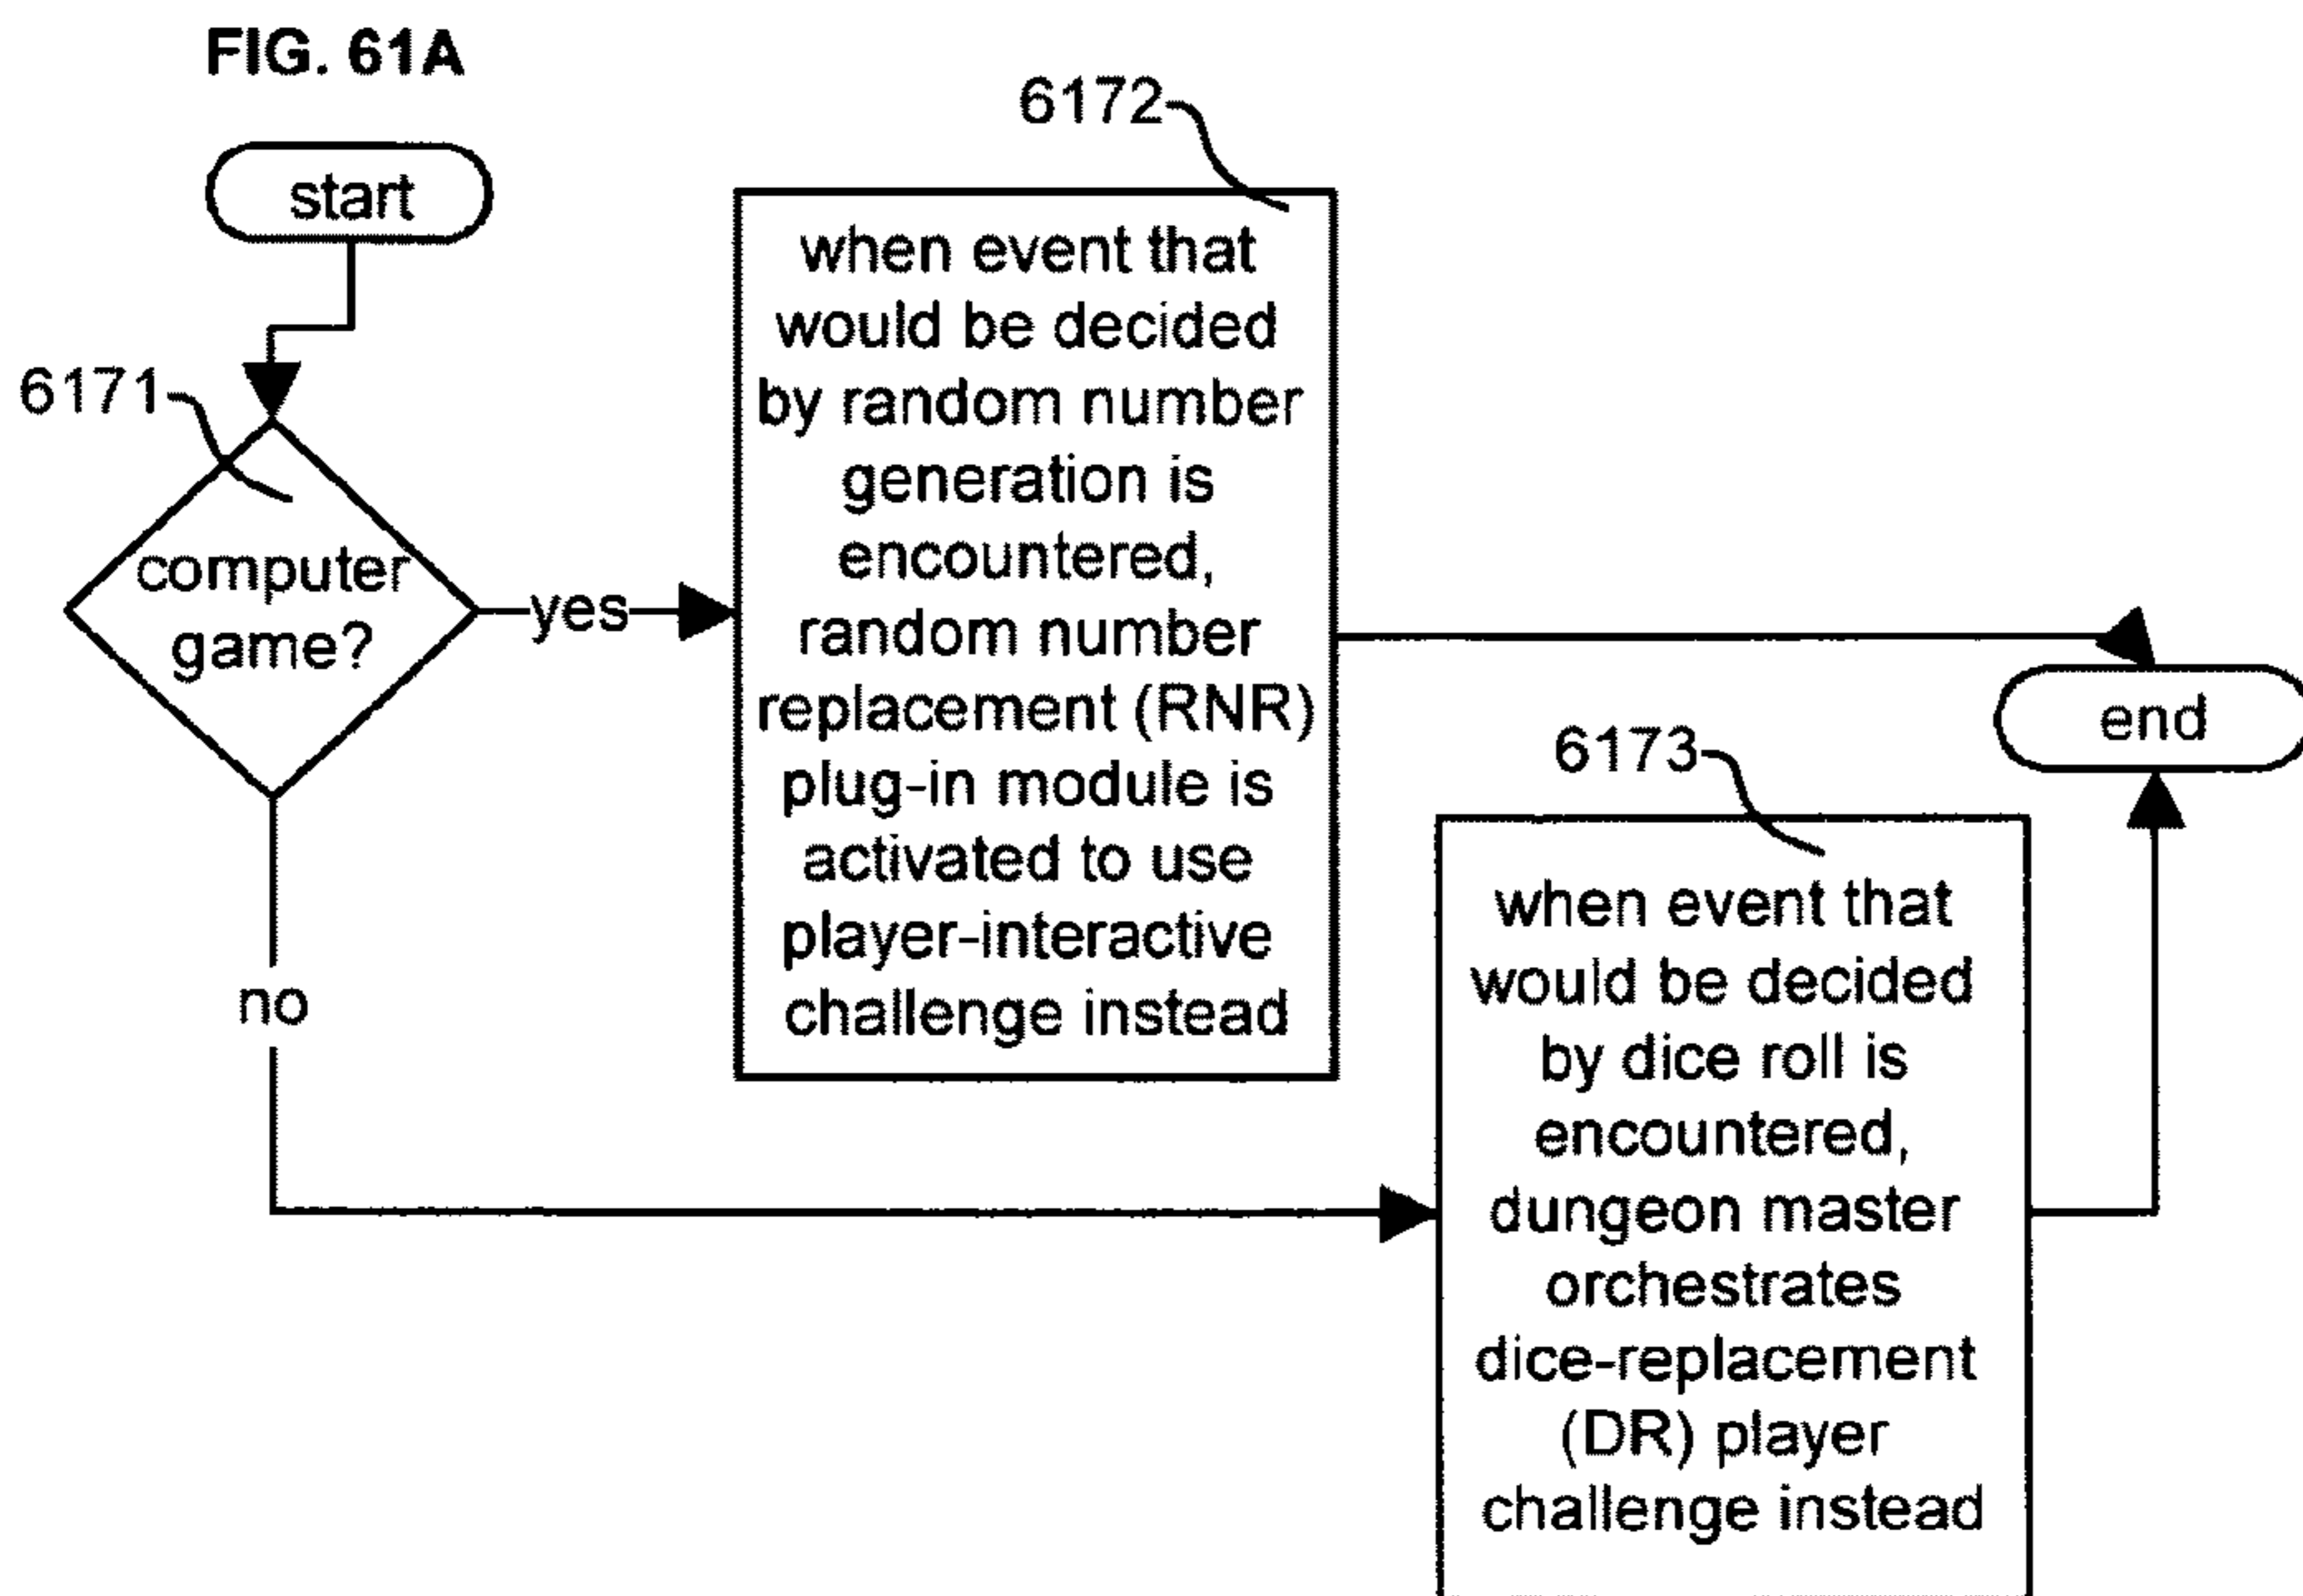 FIG. 61A
start
6171
computer
game?
yes
no
6172
when event that
would be decided
by random number
generation is
encountered,
random number
replacement (RNR)
plug-in module is
activated to use
player-interactive
challenge instead
6173
when event that
would be decided
by dice roll is
encountered,
dungeon master
orchestrates
dice-replacement
(DR) player
challenge instead
end